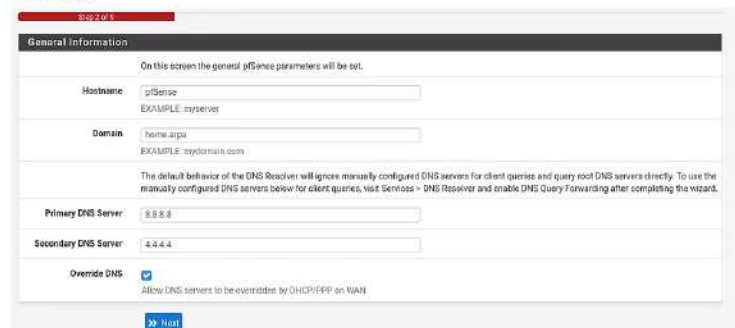 Step 2 of 9
General Information
On this screen the general pfSense parameters will be set.
Hostname
pfSense
EXAMPLE: myserver
Domain
home.arpa
EXAMPLE: mydomain.com
The default behavior of the DNS Resolver will ignore manually configured DNS servers for client queries and query root DNS servers directly. To use the
manually configured DNS servers below for client queries, visit Services > DNS Resolver and enable DNS Query Forwarding after completing the wizard.
Primary DNS Server
8.8.8.8
Secondary DNS Server
4.4.4.4
Override DNS
Allow DNS servers to be overridden by DHCP/PPP on WAN
Next